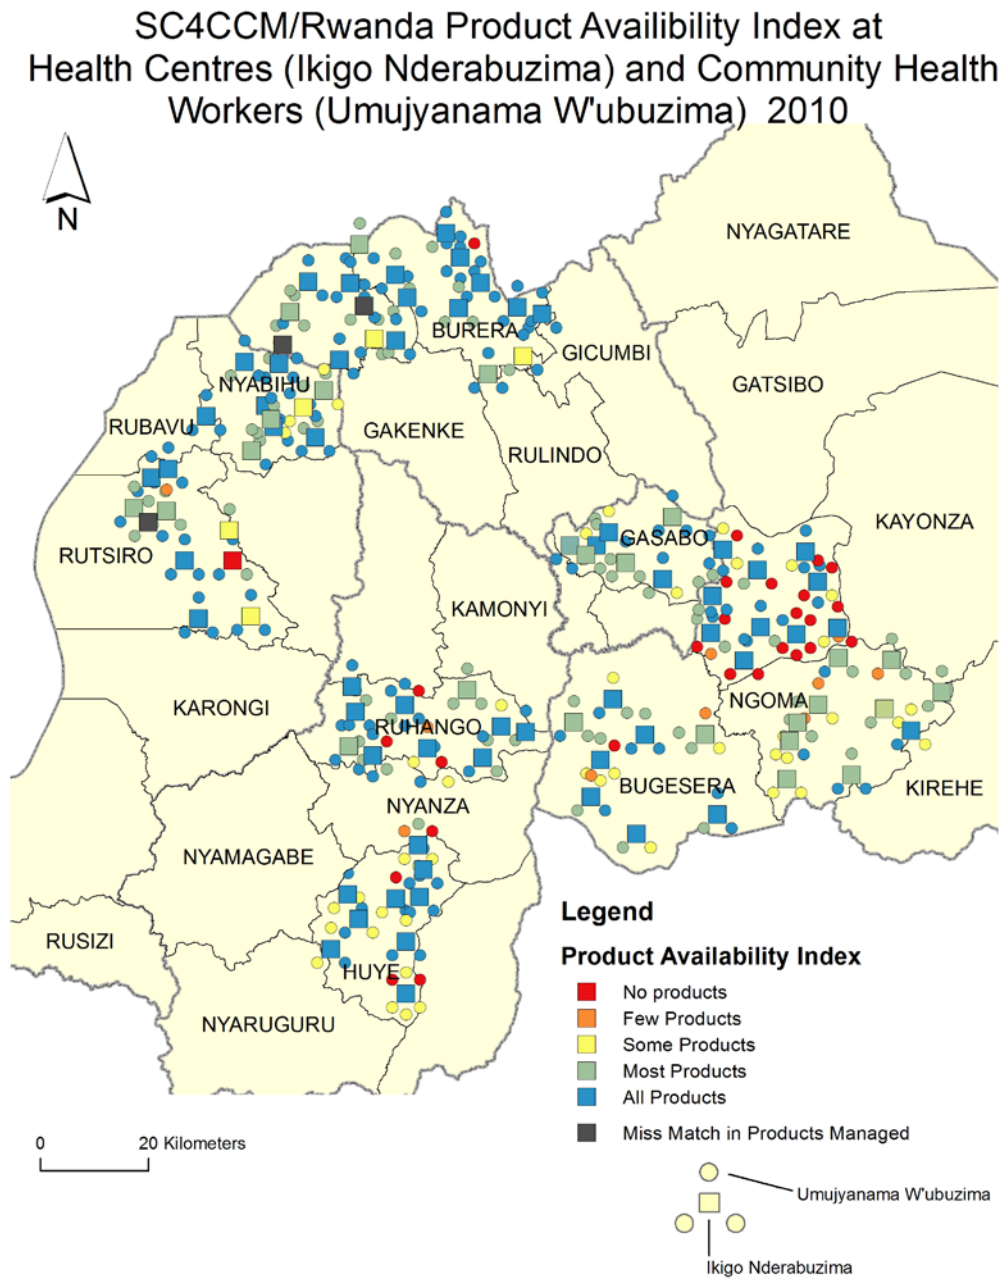 SC4CCM/Rwanda Product Availibility Index at
Health Centres (Ikigo Nderabuzima) and Community Health
Workers (Umujyanama W'ubuzima)  2010
N
NYAGATARE
BURERA
GICUMBI
GATSIBO
NYABIHU
RUBAVU
GAKENKE
RULINDO
KAYONZA
GASABO
RUTSIRO
KAMONYI
KARONGI
NGOMA
RUHANGO
BUGESERA
KIREHE
NYANZA
NYAMAGABE
RUSIZI
HUYE
NYARUGURU
Legend
Product Availability Index
No products
Few Products
Some Products
Most Products
All Products
Miss Match in Products Managed
0 20 Kilometers
Umujyanama W'ubuzima
Ikigo Nderabuzima